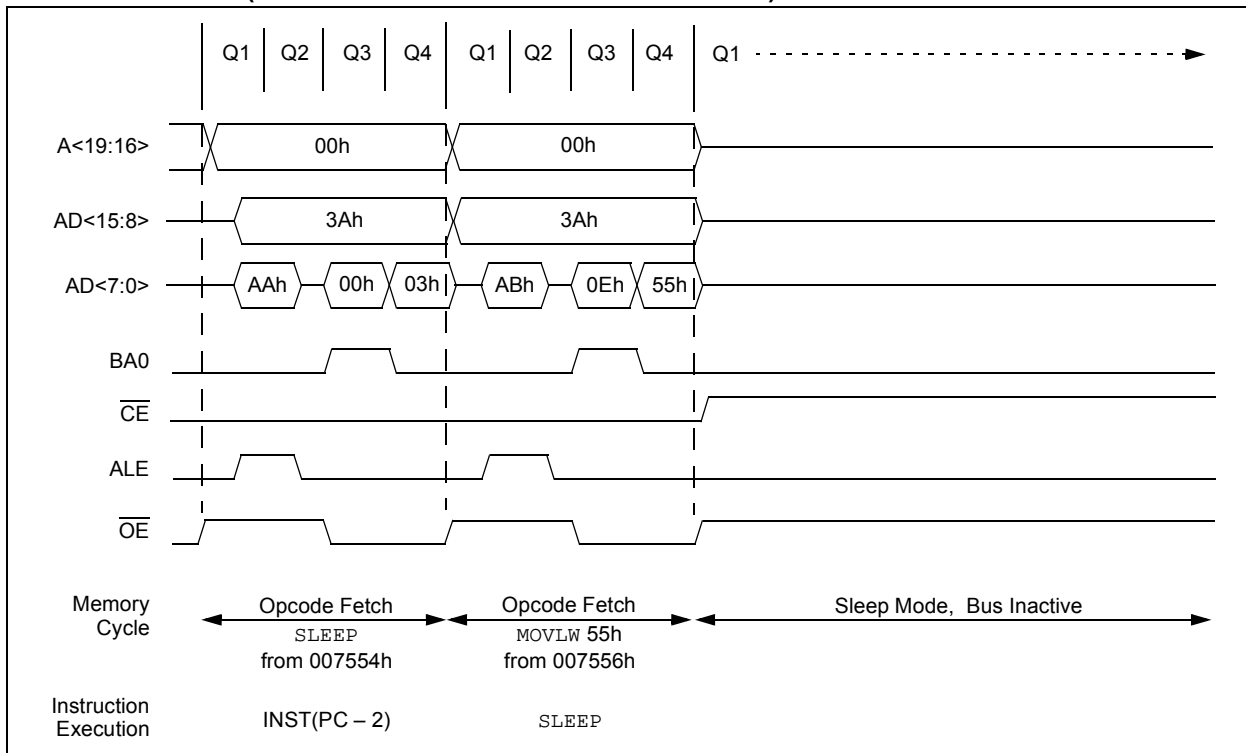 Q1 Q2 Q3 Q4 Q1 Q2 Q3 Q4 Q1
A<19:16> 00h 00h
AD<15:8> 3Ah 3Ah
AD<7:0> AAh 00h 03h ABh 0Eh 55h
BA0
CE
ALE
OE
Memory
Cycle
Opcode Fetch
SLEEP
from 007554h
Opcode Fetch
MOVLW 55h
from 007556h
Sleep Mode, Bus Inactive
Instruction
Execution
INST(PC – 2)
SLEEP